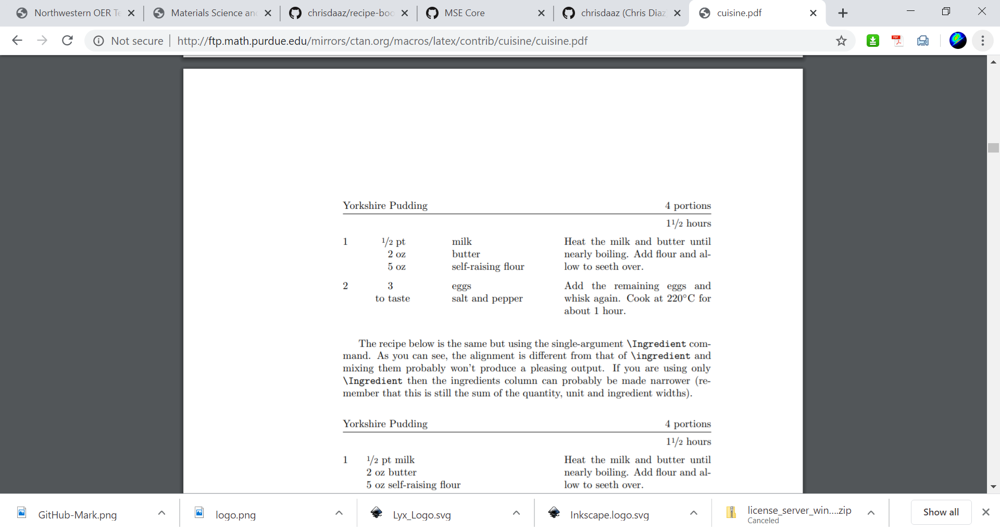 Northwestern OER Te
Materials Science and
chrisdaaz/recipe-boo
MSE Core
chrisdaaz (Chris Diaz
cuisine.pdf
Not secure
http://ftp.math.purdue.edu/mirrors/ctan.org/macros/latex/contrib/cuisine/cuisine.pdf
Yorkshire Pudding 4 portions
1 1/2 hours
1 1/2 pt milk Heat the milk and butter until
2 oz butter nearly boiling. Add flour and al-
5 oz self-raising flour low to seeth over.
2 3 eggs Add the remaining eggs and
to taste salt and pepper whisk again. Cook at 220°C for
about 1 hour.
The recipe below is the same but using the single-argument \Ingredient com-
mand. As you can see, the alignment is different from that of \ingredient and
mixing them probably won't produce a pleasing output. If you are using only
\Ingredient then the ingredients column can probably be made narrower (re-
member that this is still the sum of the quantity, unit and ingredient widths).
Yorkshire Pudding 4 portions
1 1/2 hours
1 1/2 pt milk Heat the milk and butter until
2 oz butter nearly boiling. Add flour and al-
5 oz self-raising flour low to seeth over.
GitHub-Mark.png
logo.png
Lyx_Logo.svg
Inkscape.logo.svg
license_server_win....zip
Canceled
Show all